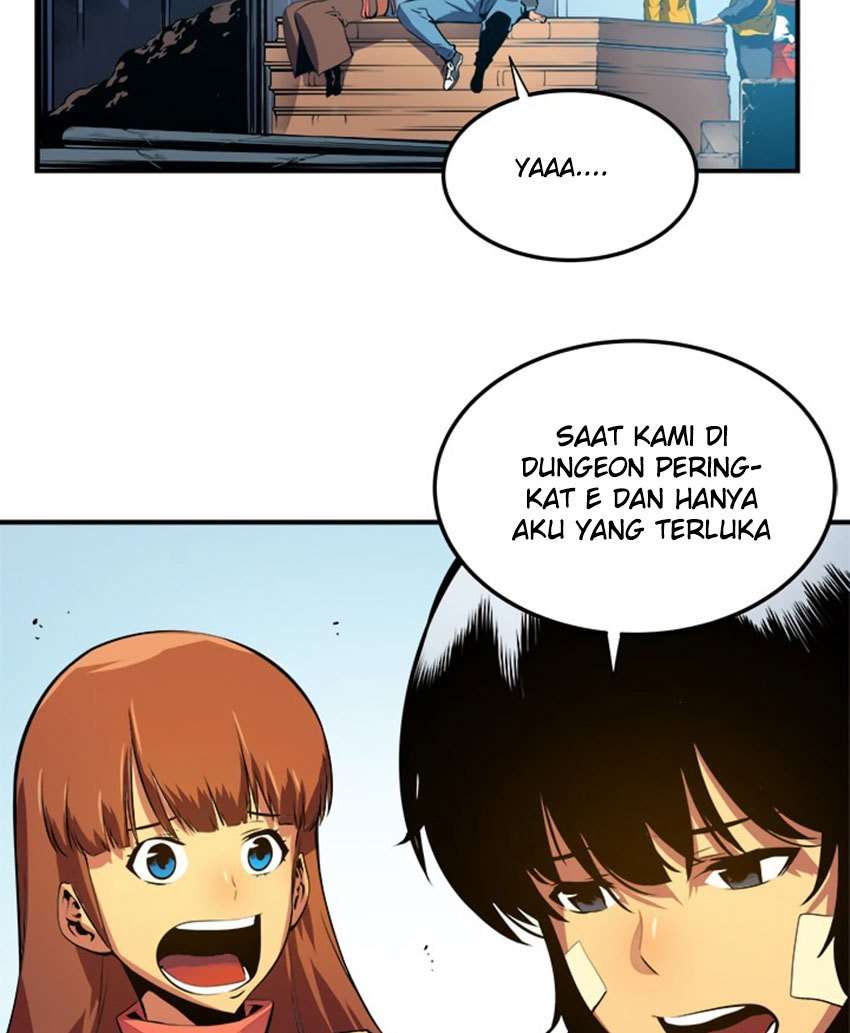 YAAA....
SAAT KAMI DI
DUNGEON PERING-
KAT E DAN HANYA
AKU YANG TERLUKA